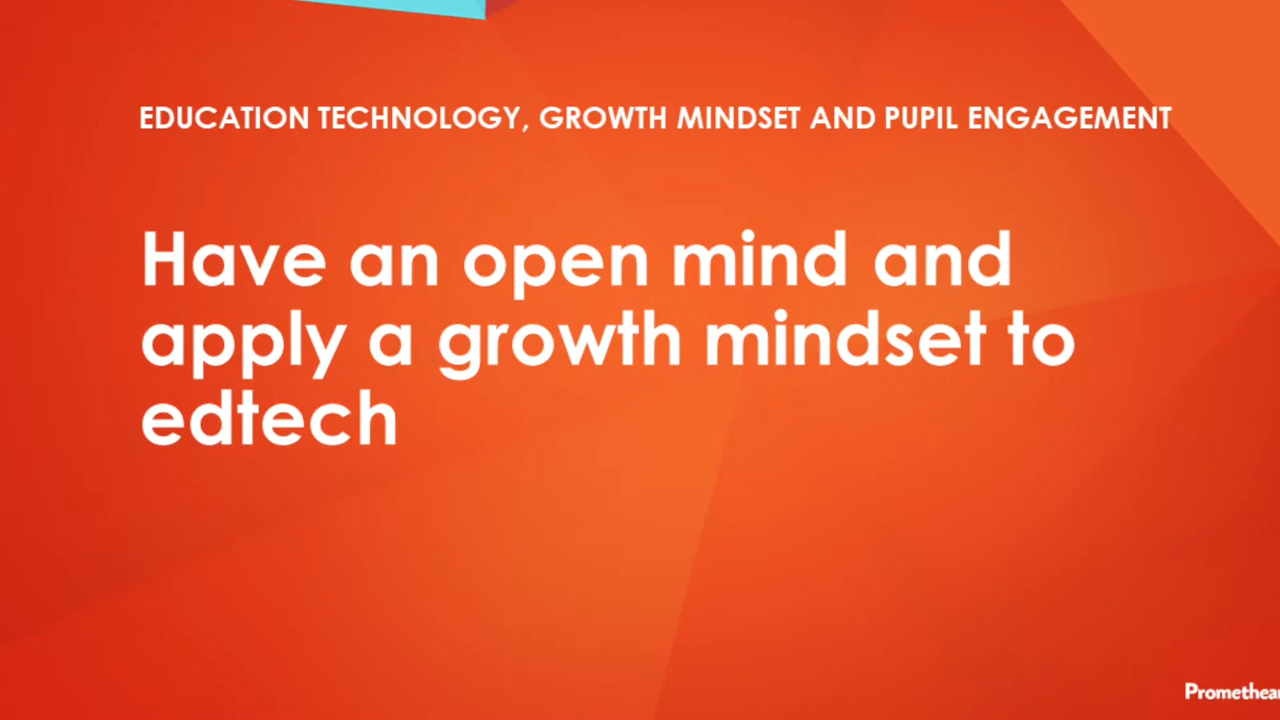 EDUCATION TECHNOLOGY, GROWTH MINDSET AND PUPIL ENGAGEMENT
Have an open mind and
apply a growth mindset to
edtech